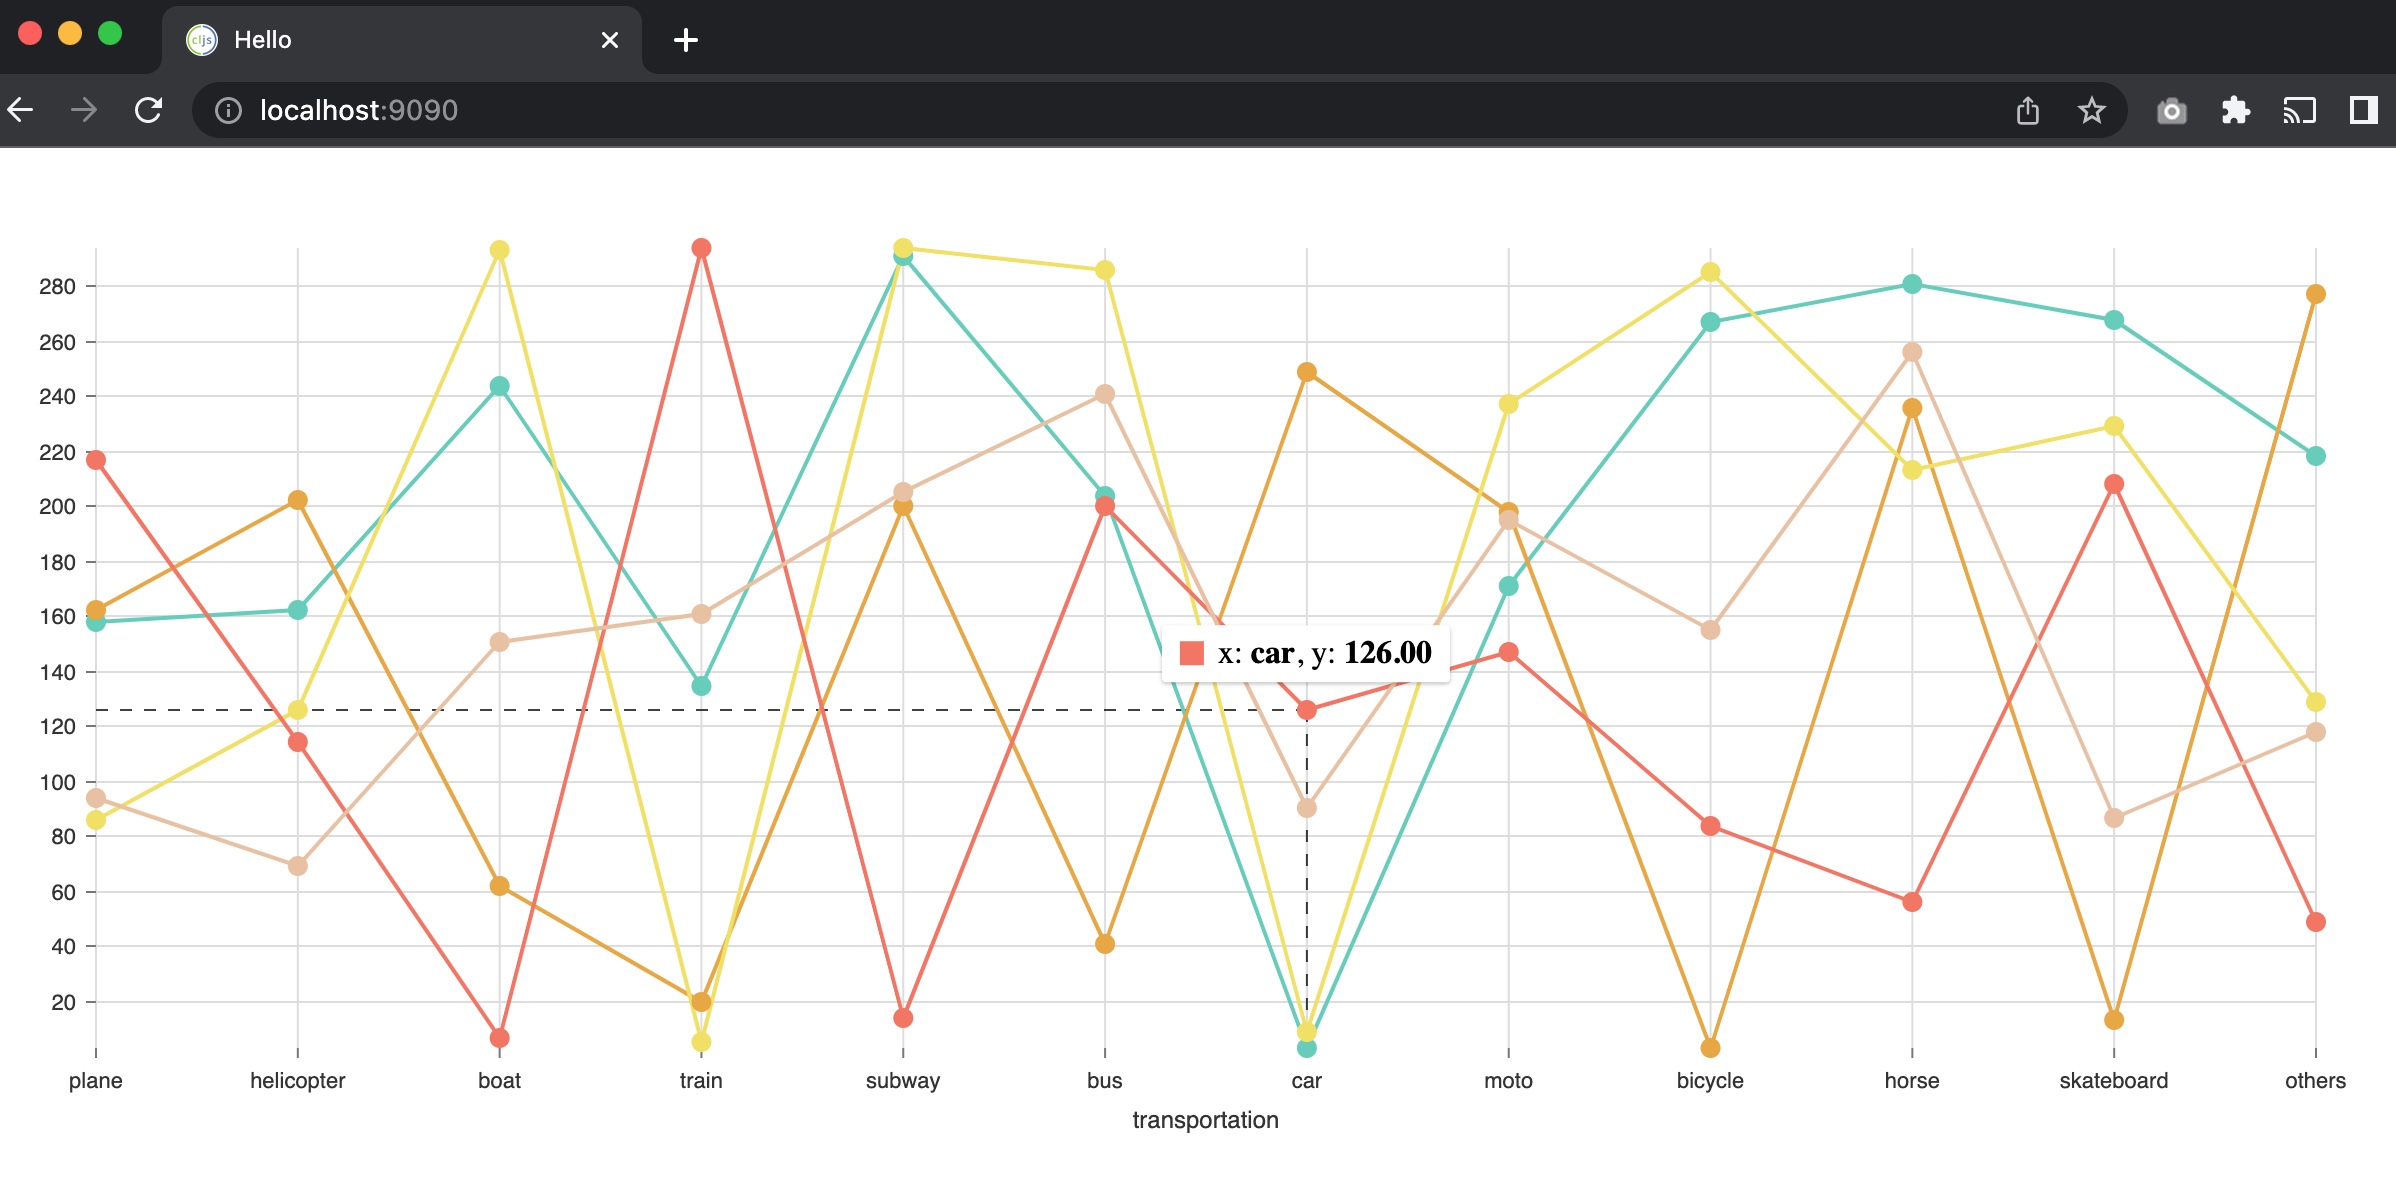 cljs Hello
localhost:9090
280
260
240
220
200
180
160
140
120
100
80
60
40
20
x: car, y: 126.00
plane helicopter boat train subway bus car moto bicycle horse skateboard others
transportation